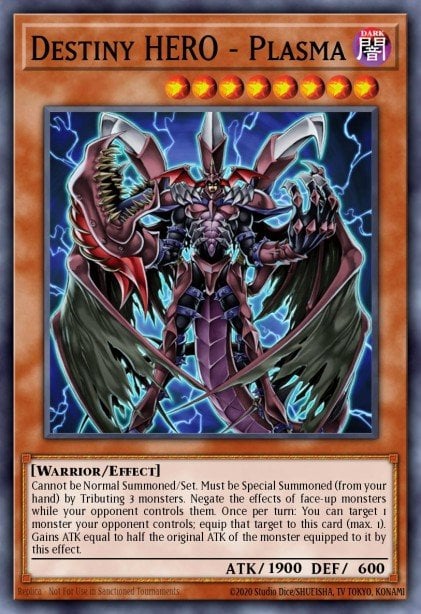 Destiny HERO - Plasma
DARK
闇
[Warrior/Effect]
Cannot be Normal Summoned/Set. Must be Special Summoned (from your
hand) by Tributing 3 monsters. Negate the effects of face-up monsters
while your opponent controls them. Once per turn: You can target 1
monster your opponent controls; equip that target to this card (max. 1).
Gains ATK equal to half the original ATK of the monster equipped to it by
this effect.
ATK/1900 DEF/ 600
Replica - Not For Use in Sanctioned Tournaments ©2020 Studio Dice/SHUEISHA, TV TOKYO, KONAMI